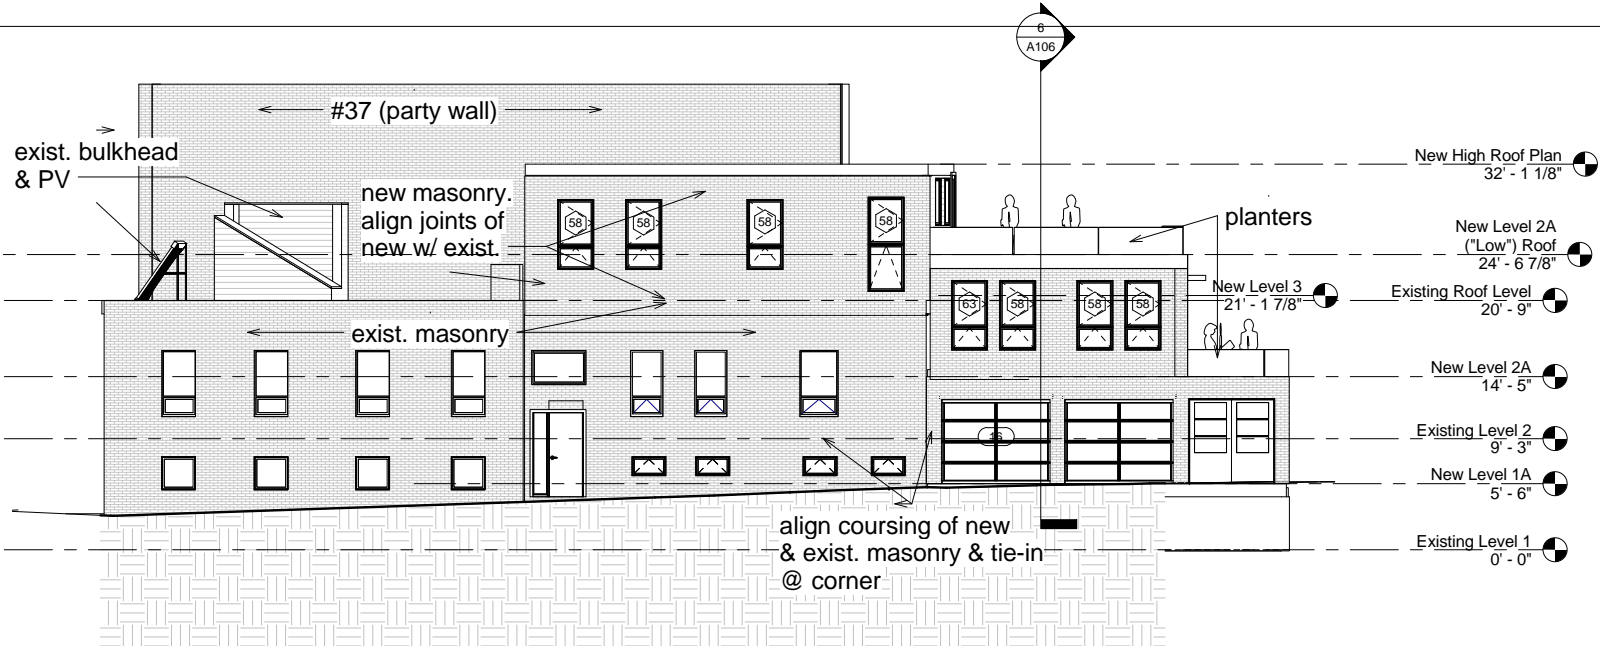 6
A106
#37 (party wall)
exist. bulkhead
& PV
new masonry.
align joints of
new w/ exist.
58
58
58
58
planters
New High Roof Plan
32' - 1 1/8"
New Level 2A
("Low") Roof
24' - 6 7/8"
63
58
58
58
New Level 3
21' - 1 7/8"
Existing Roof Level
20' - 9"
exist. masonry
New Level 2A
14' - 5"
16
Existing Level 2
9' - 3"
New Level 1A
5' - 6"
align coursing of new
& exist. masonry & tie-in
@ corner
Existing Level 1
0' - 0"